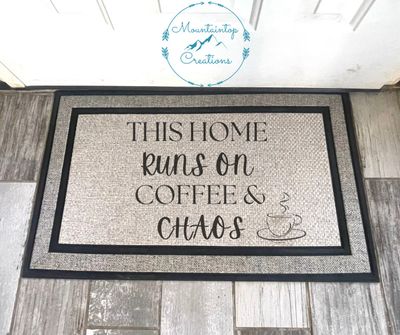 Mountaintop
Creations
THIS HOME
RUNS ON
COFFEE &
CHAOS